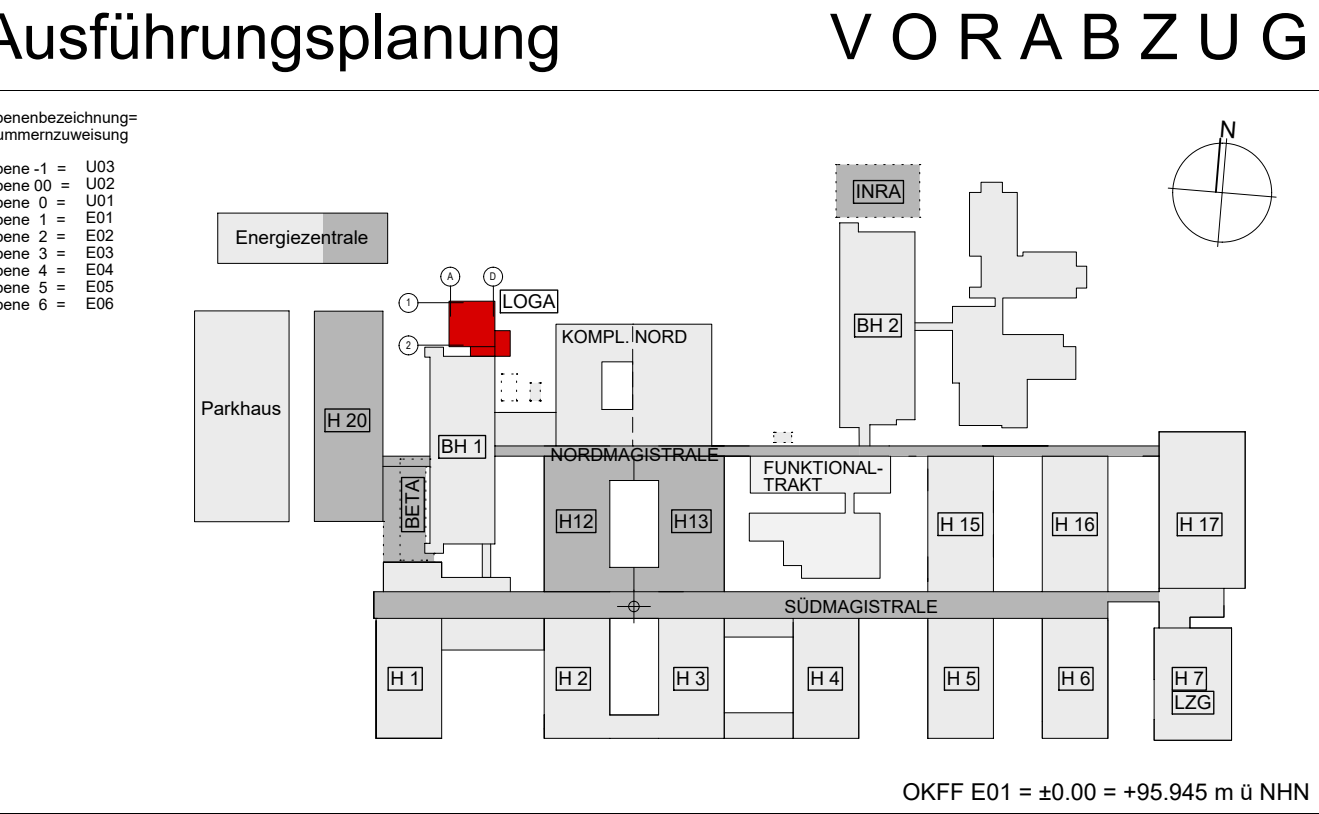 Ausführungsplanung
V O R A B Z U G
benenbezeichnung=
ummernzuweisung
bene -1 = U03
bene 00 = U02
bene 0 = U01
bene 1 = E01
bene 2 = E02
bene 3 = E03
bene 4 = E04
bene 5 = E05
bene 6 = E06
N
INRA
Energiezentrale
A
D
1
LOGA
2
KOMPL. NORD
BH 2
Parkhaus
H 20
BH 1
NORDMAGISTRALE
FUNKTIONAL-
TRAKT
BETA
H12
H13
H 15
H 16
H 17
SÜDMAGISTRALE
H 1
H 2
H 3
H 4
H 5
H 6
H 7
LZG
OKFF E01 = ±0.00 = +95.945 m ü NHN